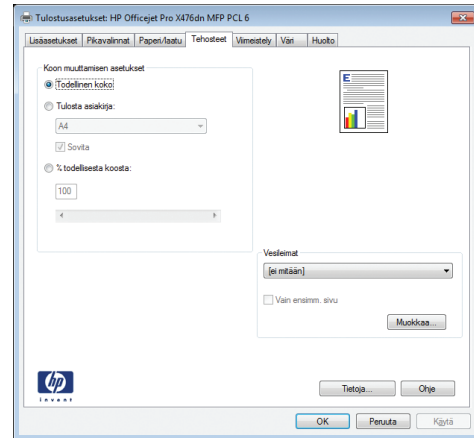 Tulostusasetukset: HP Officejet Pro X476dn MFP PCL 6
Lisäasetukset Pikavalinnat Paperi/laatu Tehosteet Viimeistely Väri Huolto
Koon muuttamisen asetukset
Todellinen koko
Tulosta asiakirja:
A4
Sovita
% todellisesta koosta:
100
E
Vesileimat
[ei mitään]
Vain ensimm. sivu
Muokkaa...
hp
invent
Tietoja... Ohje
OK Peruuta Käytä